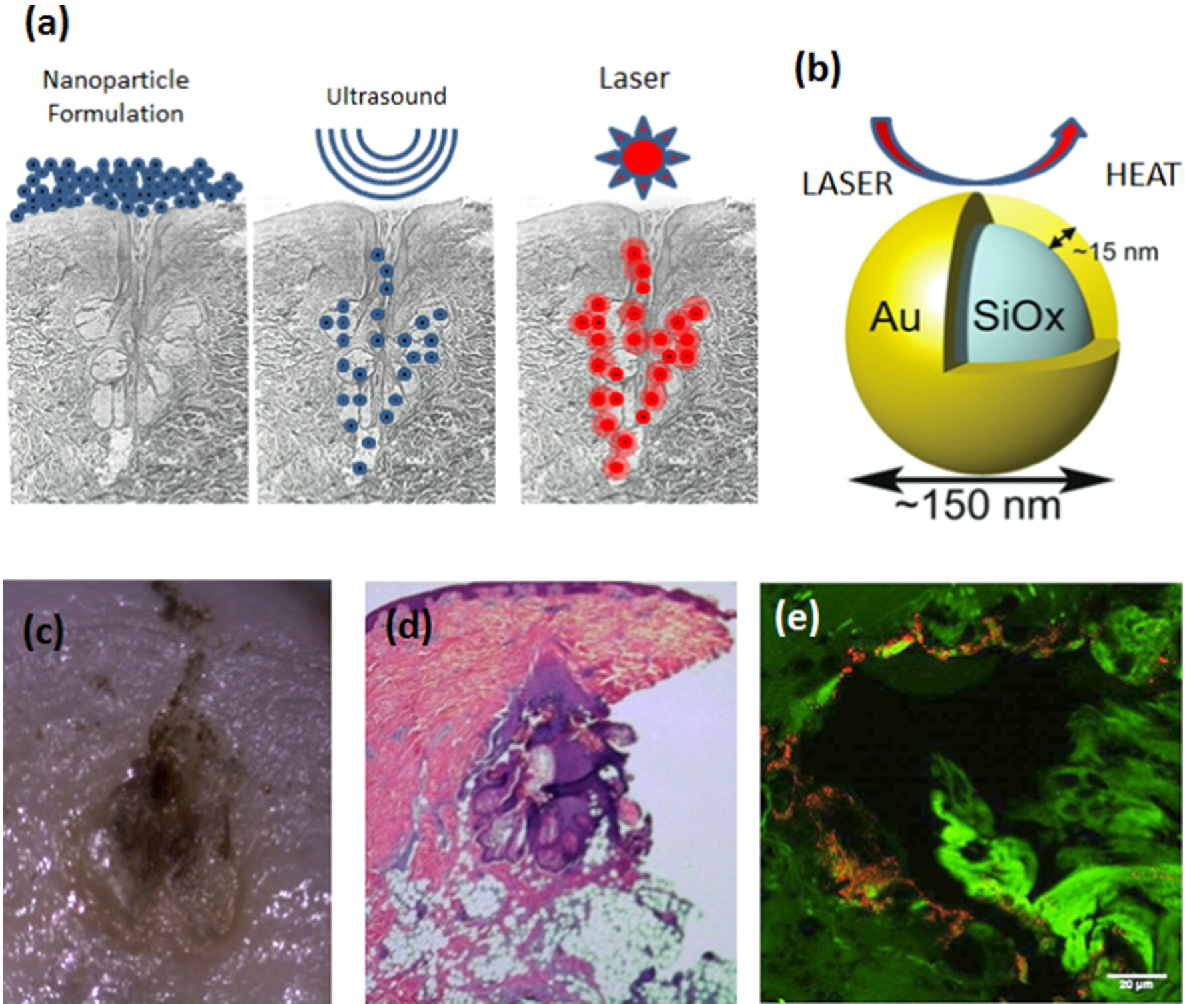 (a)
Nanoparticle
Formulation
Ultrasound
Laser
(b)
LASER
HEAT
~15 nm
Au
SiOx
~150 nm
(c)
(d)
(e)
20 µm